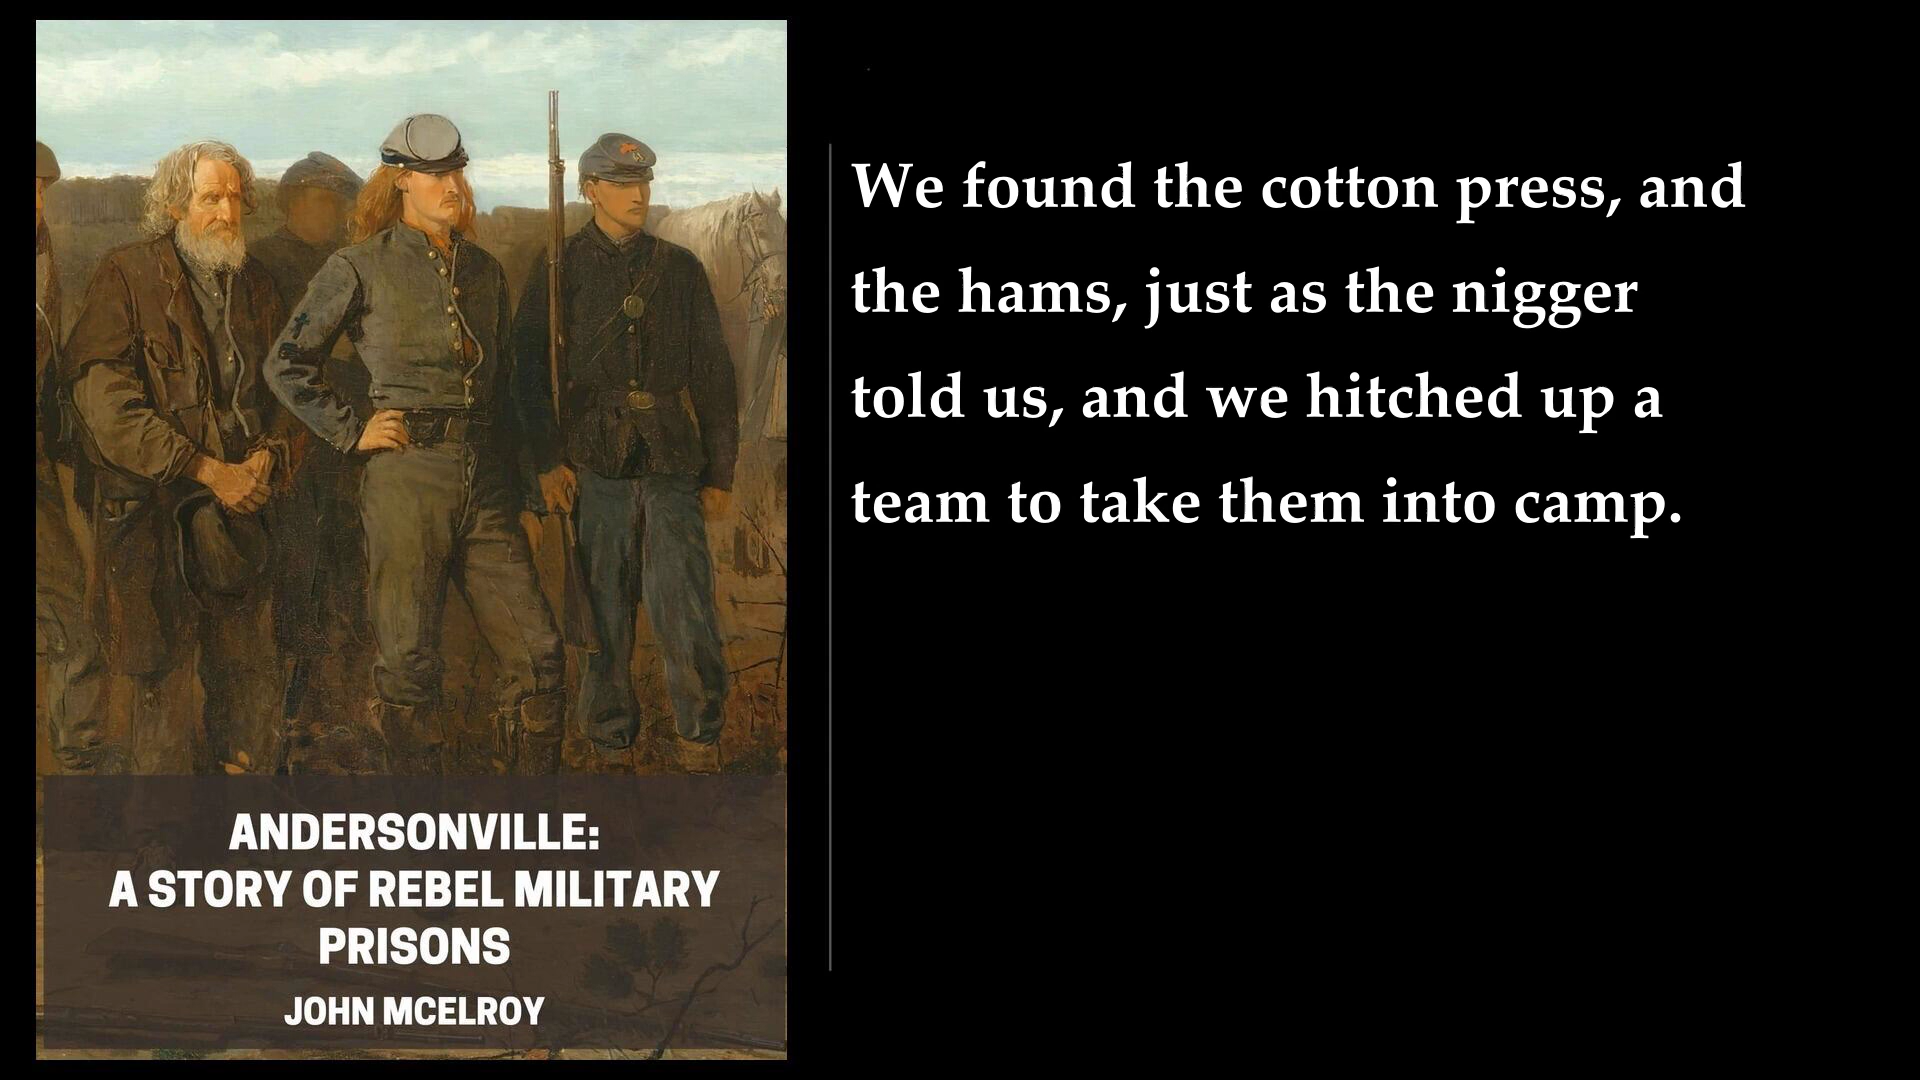 We found the cotton press, and
the hams, just as the nigger
told us, and we hitched up a
team to take them into camp.
ANDERSONVILLE:
A STORY OF REBEL MILITARY
PRISONS
JOHN MCELROY